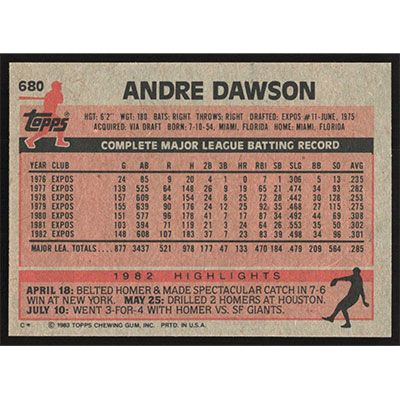 680
ANDRE DAWSON
Topps
HGT: 6'2" WGT: 180 BATS: RIGHT THROWS: RIGHT DRAFTED: EXPOS #11-JUNE, 1975
ACQUIRED: VIA DRAFT BORN: 7-10-54, MIAMI, FLORIDA HOME: MIAMI, FLORIDA
COMPLETE MAJOR LEAGUE BATTING RECORD
YEAR CLUB G AB R H 2B 3B HR RBI SB SLG BB SO AVG
1976 EXPOS 24 85 9 20 4 1 0 7 1 .306 5 13 .235
1977 EXPOS 139 525 64 148 26 9 19 65 21 .474 34 93 .282
1978 EXPOS 157 609 84 154 24 8 25 72 28 .442 30 128 .253
1979 EXPOS 155 639 90 176 24 12 25 92 35 .468 27 115 .275
1980 EXPOS 151 577 96 178 41 7 17 87 34 .492 44 69 .308
1981 EXPOS 103 394 71 119 21 3 24 64 26 .553 35 50 .302
1982 EXPOS 148 608 107 183 37 7 23 83 39 .498 34 96 .301
MAJOR LEA. TOTALS..... 877 3437 521 978 177 47 133 470 184 .479 209 564 .285
1982 HIGHLIGHTS
APRIL 18: BELTED HOMER & MADE SPECTACULAR CATCH IN 7-6
WIN AT NEW YORK. MAY 25: DRILLED 2 HOMERS AT HOUSTON.
JULY 10: WENT 3-FOR-4 WITH HOMER VS. SF GIANTS.
C* © 1983 TOPPS CHEWING GUM, INC. PRTD. IN U.S.A.